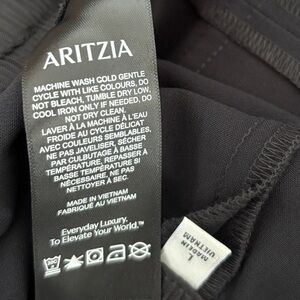 ARITZIA
MACHINE WASH COLD GENTLE
CYCLE WITH LIKE COLOURS, DO
NOT BLEACH, TUMBLE DRY LOW,
COOL IRON ONLY IF NEEDED, DO
NOT DRY CLEAN.
LAVER À LA MACHINE À L'EAU
FROIDE AU CYCLE DÉLICAT
AVEC COULEURS SEMBLABLES,
NE PAS JAVELISER, SÉCHER
PAR CULBUTAGE À BASSE
TEMPÉRATURE, REPASSER À
TEMPÉRATURE SI
NÉCESSAIRE, NE PAS
NETTOYER À SEC.
MADE IN VIETNAM
FABRIQUÉ AU VIETNAM
Everyday Luxury.
To Elevate Your World.™
L
MADE IN
VIETNAM